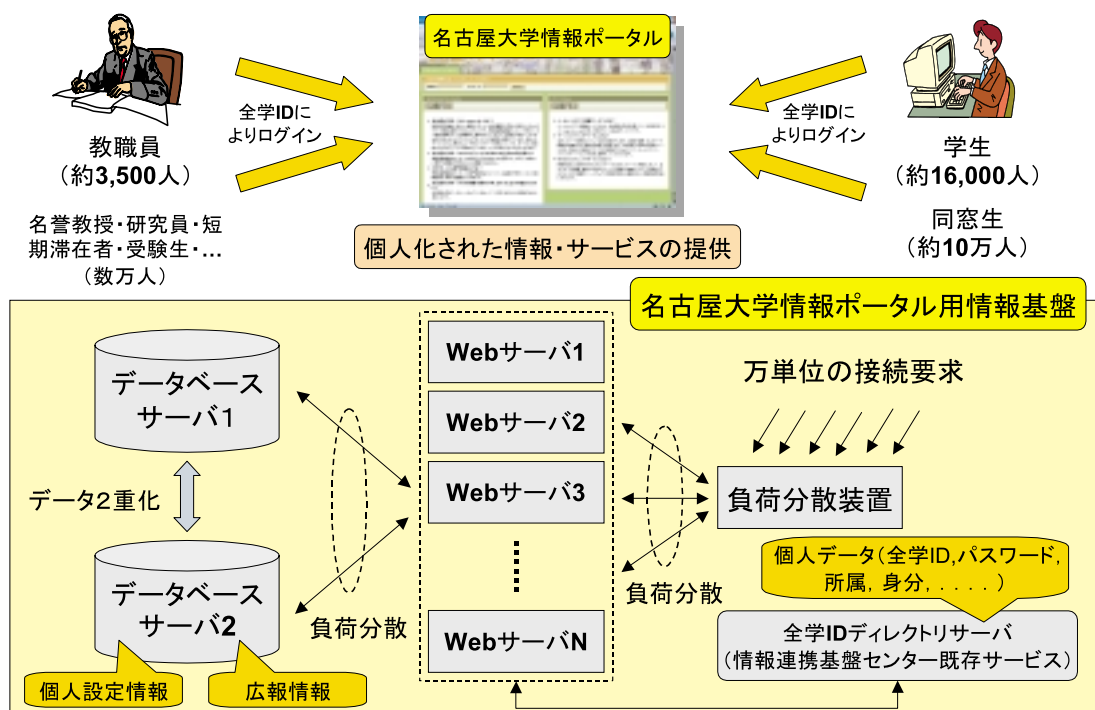 名古屋大学情報ポータル
全学IDに
よりログイン
全学IDに
よりログイン
教職員
（約3,500人）
学生
（約16,000人）
名誉教授・研究員・短
期滞在者・受験生・...
（数万人）
同窓生
（約10万人）
個人化された情報・サービスの提供
名古屋大学情報ポータル用情報基盤
データベース
サーバ１
データ２重化
データベース
サーバ2
個人設定情報
広報情報
負荷分散
Webサーバ1
Webサーバ2
Webサーバ3
WebサーバN
負荷分散
万単位の接続要求
負荷分散装置
個人データ（全学ID,パスワード,
所属, 身分, . . . . ）
全学IDディレクトリサーバ
（情報連携基盤センター既存サービス）